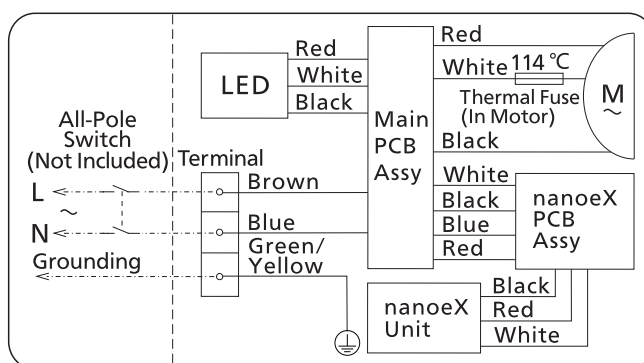 Red
White
Black
LED
Main
PCB
Assy
Red
White 114 ℃
Thermal Fuse
(In Motor)
Black
M
~
All-Pole
Switch
(Not Included)
Terminal
L
~
N
Grounding
Brown
Blue
Green/
Yellow
White
Black
Blue
Red
nanoeX
PCB
Assy
nanoeX
Unit
Black
Red
White